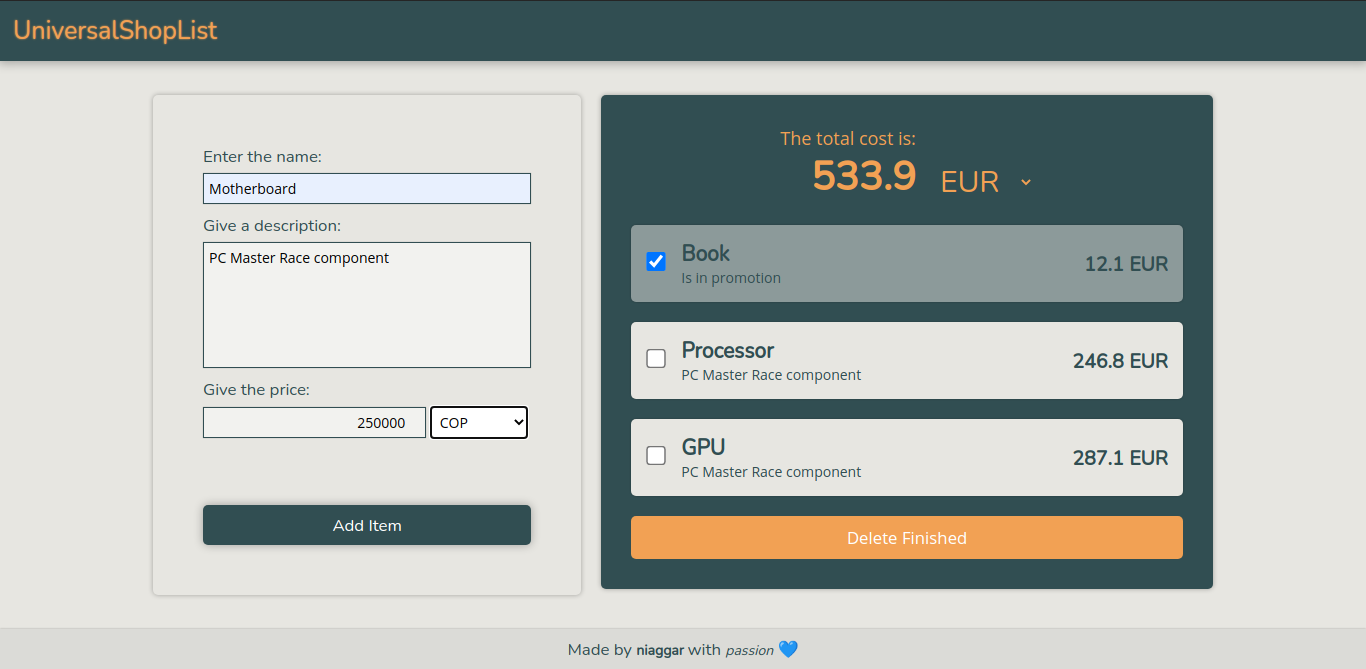 UniversalShopList
Enter the name:
Motherboard
Give a description:
PC Master Race component
Give the price:
250000 COP
Add Item
The total cost is:
533.9 EUR
Book
Is in promotion
12.1 EUR
Processor
PC Master Race component
246.8 EUR
GPU
PC Master Race component
287.1 EUR
Delete Finished
Made by niaggar with passion 💙